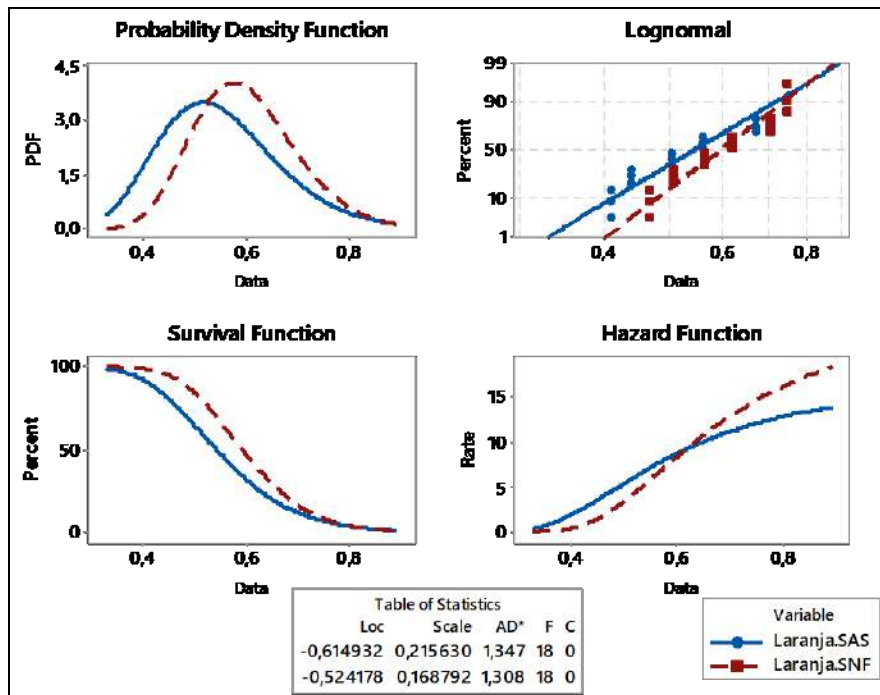 Probability Density Function
4,5
3,0
1,5
0,0
PDF
0,4 0,6 0,8
Data
Lognormal
99
90
50
10
1
Percent
0,4 0,6 0,8
Data
Survival Function
100
50
0
Percent
0,4 0,6 0,8
Data
Hazard Function
15
10
5
0
Rate
0,4 0,6 0,8
Data
Table of Statistics
Loc Scale AD* F C
-0,614932 0,215630 1,347 18 0
-0,524178 0,168792 1,308 18 0
Variable
Laranja.SAS
Laranja.SNF